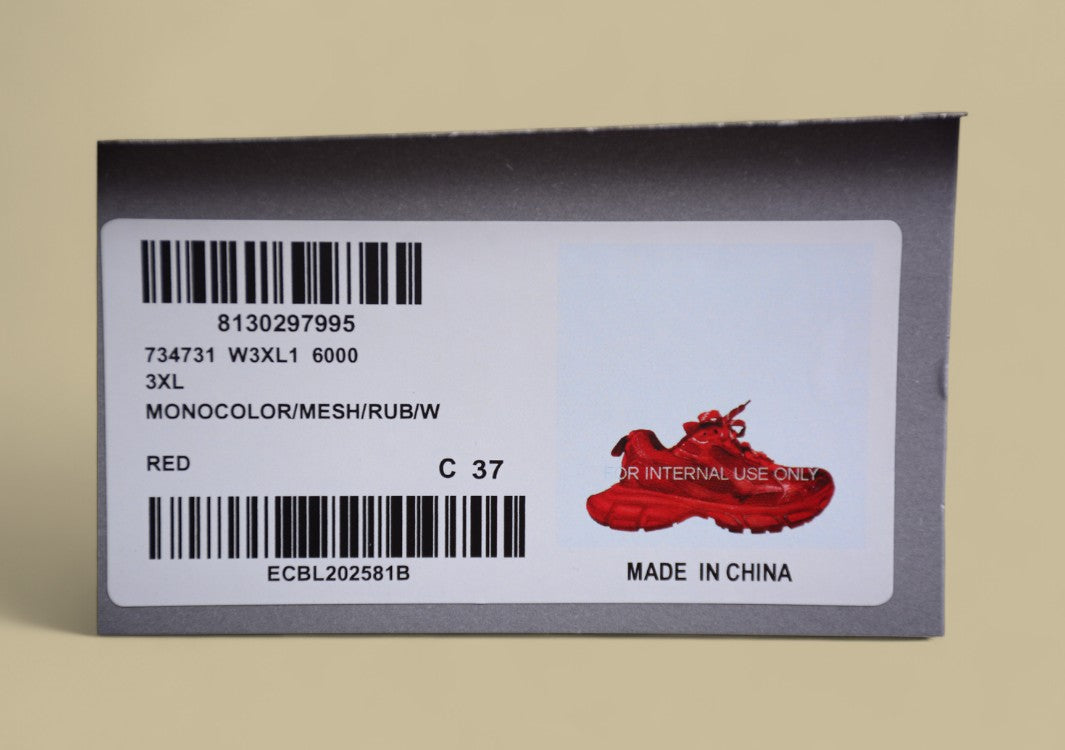 8130297995
734731 W3XL1 6000
3XL
MONOCOLOR/MESH/RUB/W
RED
C 37
ECBL202581B
FOR INTERNAL USE ONLY
MADE IN CHINA